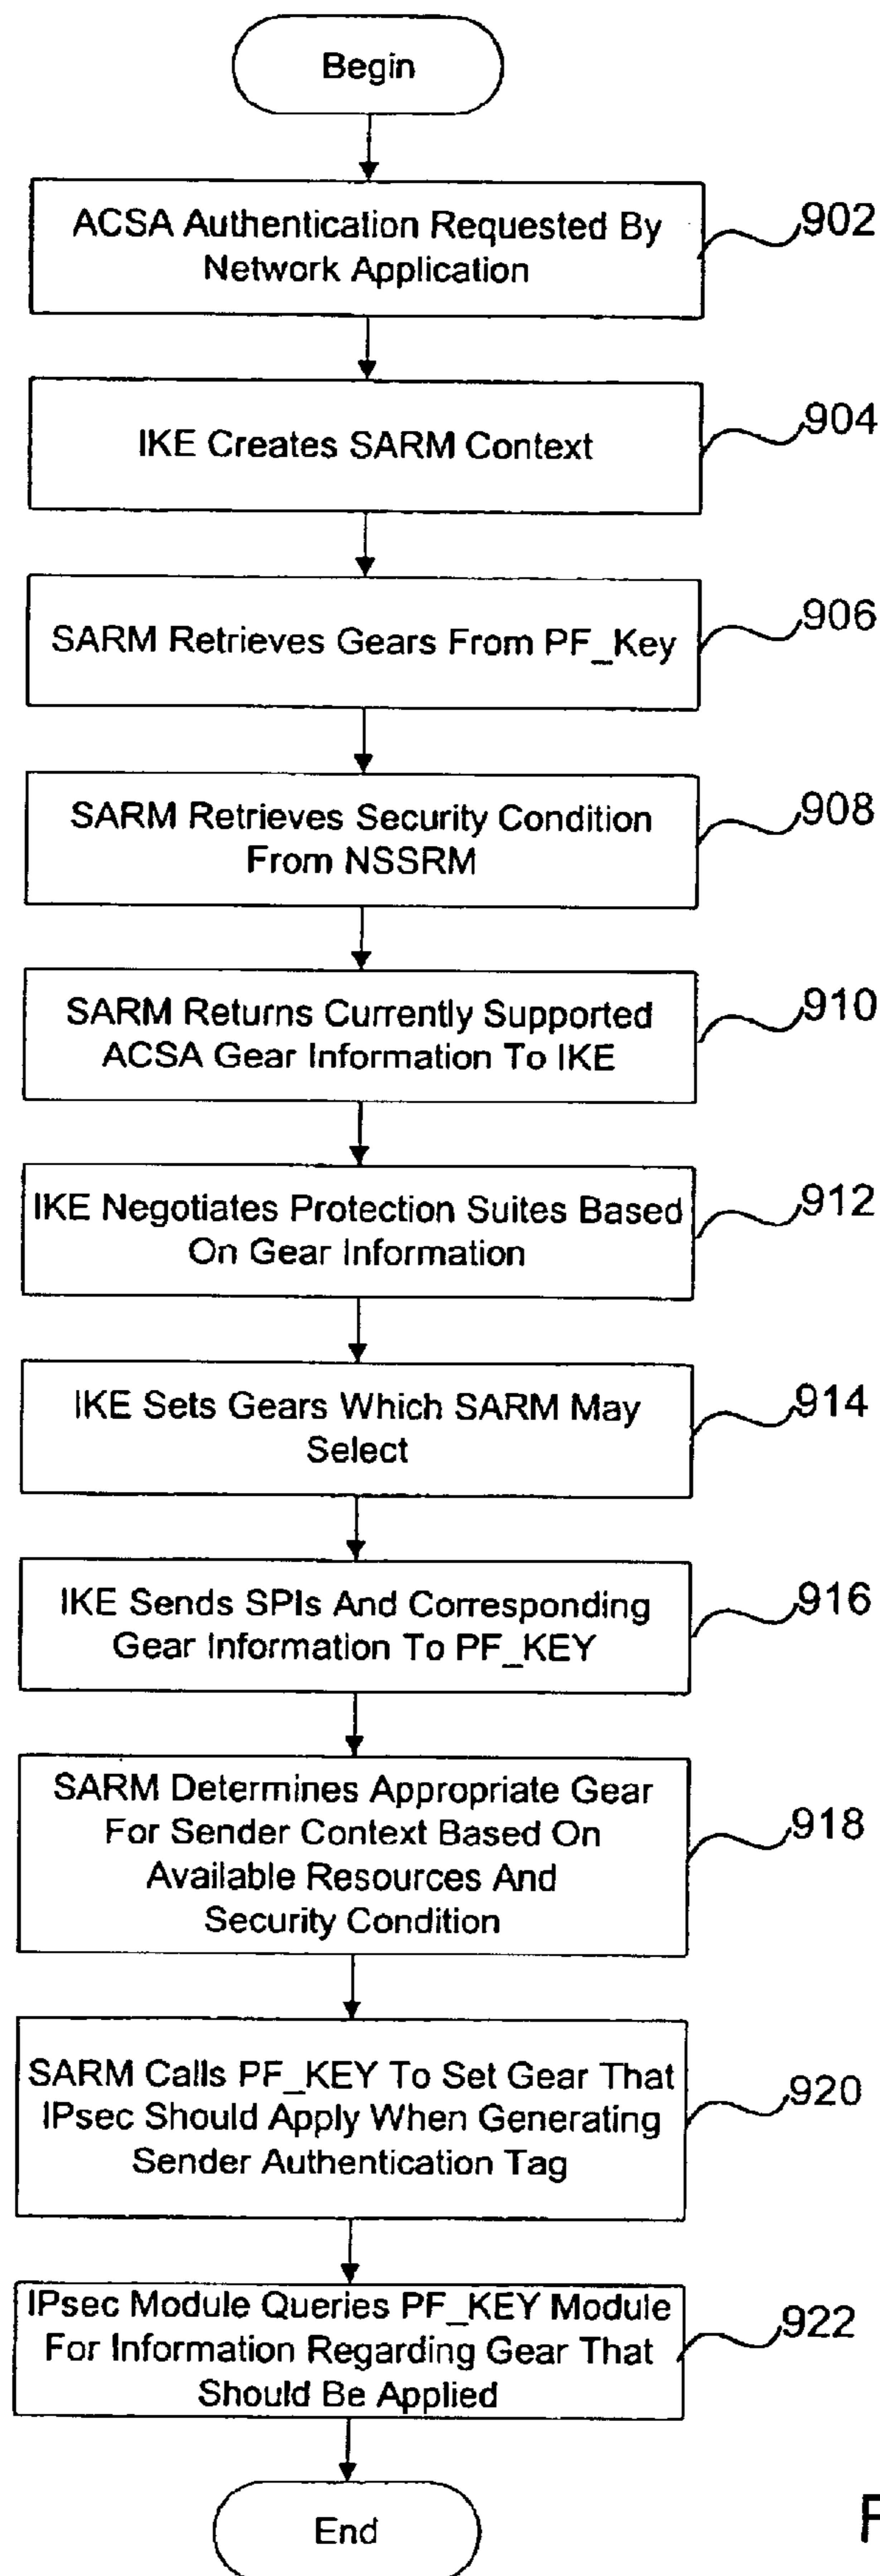 Begin
ACSA Authentication Requested By
Network Application
902
IKE Creates SARM Context
904
SARM Retrieves Gears From PF_Key
906
SARM Retrieves Security Condition
From NSSRM
908
SARM Returns Currently Supported
ACSA Gear Information To IKE
910
IKE Negotiates Protection Suites Based
On Gear Information
912
IKE Sets Gears Which SARM May
Select
914
IKE Sends SPIs And Corresponding
Gear Information To PF_KEY
916
SARM Determines Appropriate Gear
For Sender Context Based On
Available Resources And
Security Condition
918
SARM Calls PF_KEY To Set Gear That
IPsec Should Apply When Generating
Sender Authentication Tag
920
IPsec Module Queries PF_KEY Module
For Information Regarding Gear That
Should Be Applied
922
End